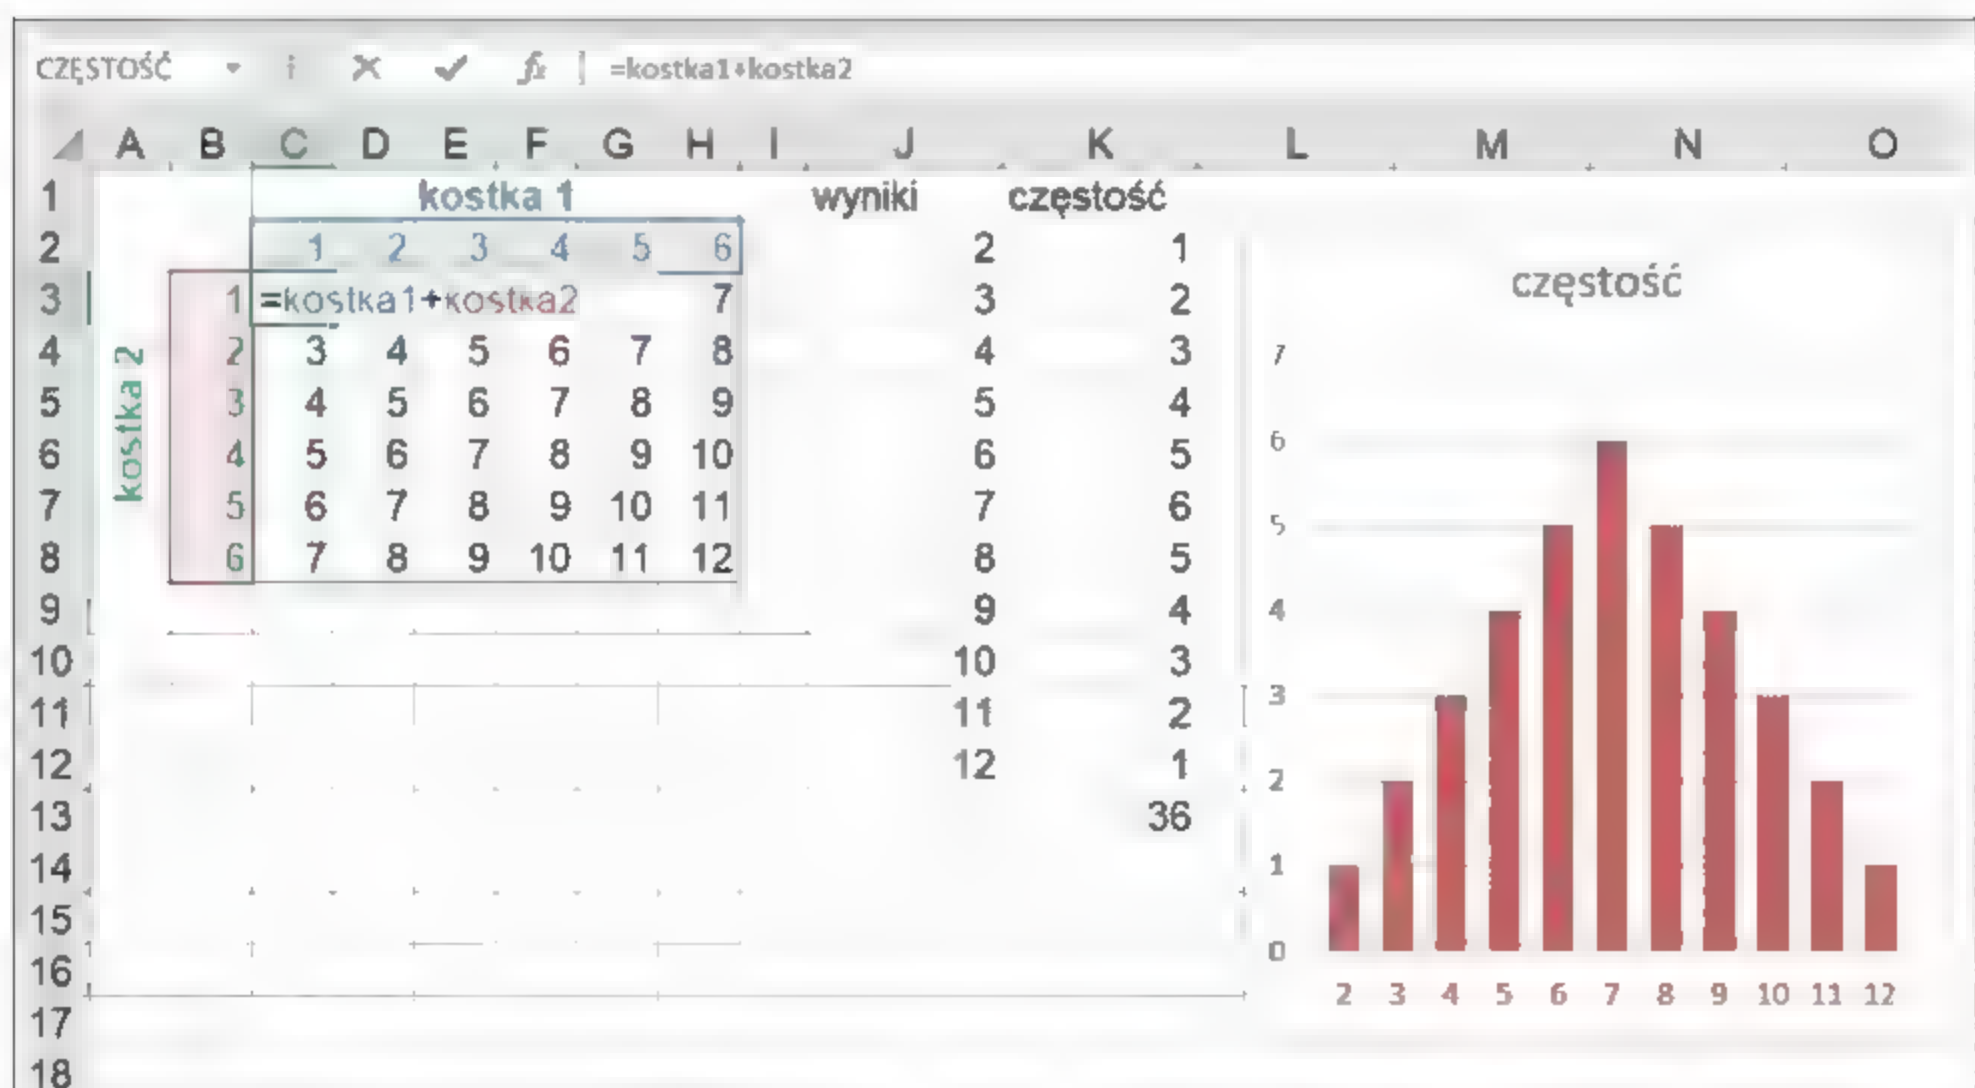 CZĘSTOŚĆ fx =kostka1+kostka2
A B C D E F G H I J K L M N O
1 kostka 1 wyniki częstość
2 1 2 3 4 5 6 2 1
3 1 =kostka1+kostka2 7 3 2
4 2 3 4 5 6 7 8 4 3
5 3 4 5 6 7 8 9 5 4
6 4 5 6 7 8 9 10 6 5
7 5 6 7 8 9 10 11 7 6
8 6 7 8 9 10 11 12 8 5
9 9 4
10 10 3
11 11 2
12 12 1
13 36
14
15
16
17
18
kostka 2
częstość
7
6
5
4
3
2
1
0
2 3 4 5 6 7 8 9 10 11 12